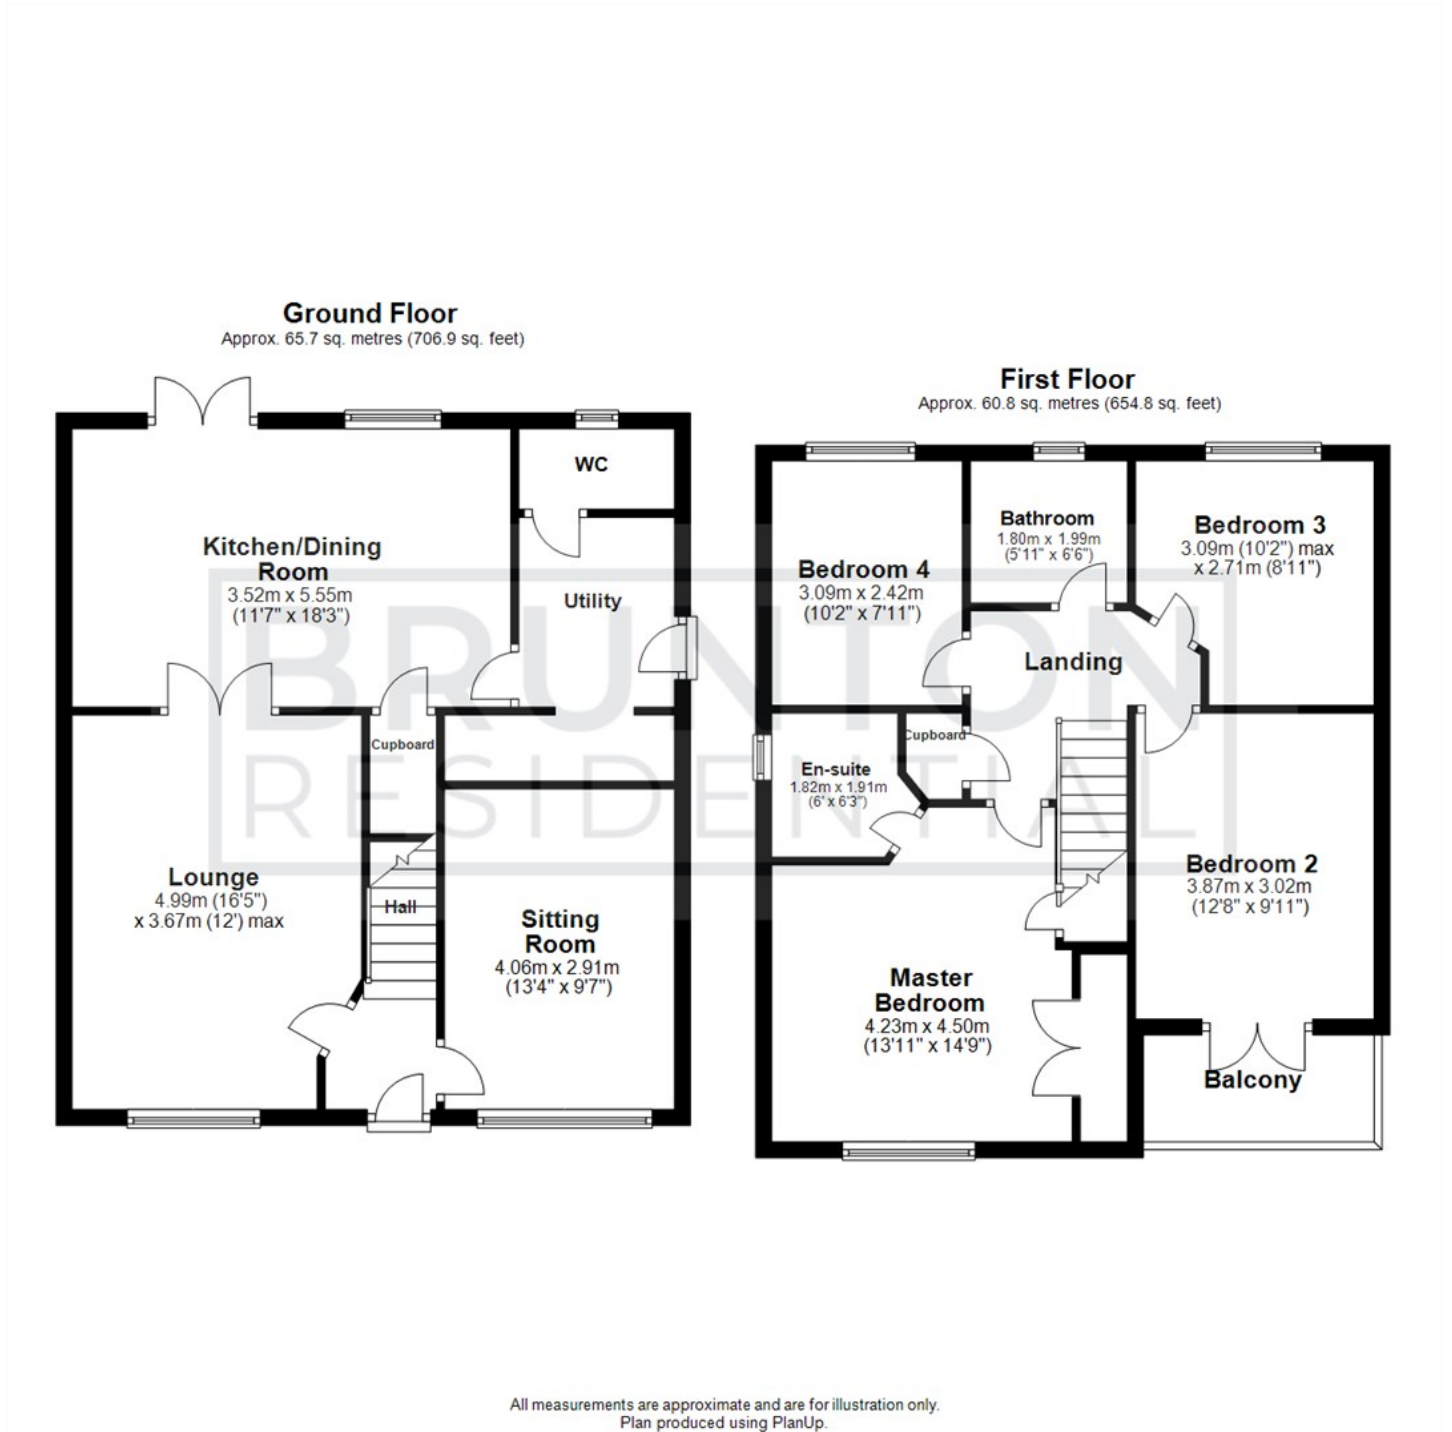 Ground Floor
Approx. 65.7 sq. metres (706.9 sq. feet)
WC
Kitchen/Dining
Room
3.52m x 5.55m
(11'7" x 18'3")
Utility
Cupboard
Lounge
4.99m (16'5")
x 3.67m (12') max
Hall
Sitting
Room
4.06m x 2.91m
(13'4" x 9'7")
First Floor
Approx. 60.8 sq. metres (654.8 sq. feet)
Bedroom 4
3.09m x 2.42m
(10'2" x 7'11")
Bathroom
1.80m x 1.99m
(5'11" x 6'6")
Bedroom 3
3.09m (10'2") max
x 2.71m (8'11")
Landing
Cupboard
En-suite
1.82m x 1.91m
(6' x 6'3")
Bedroom 2
3.87m x 3.02m
(12'8" x 9'11")
Master
Bedroom
4.23m x 4.50m
(13'11" x 14'9")
Balcony
BRUNTON
RESIDENTIAL
All measurements are approximate and are for illustration only.
Plan produced using PlanUp.